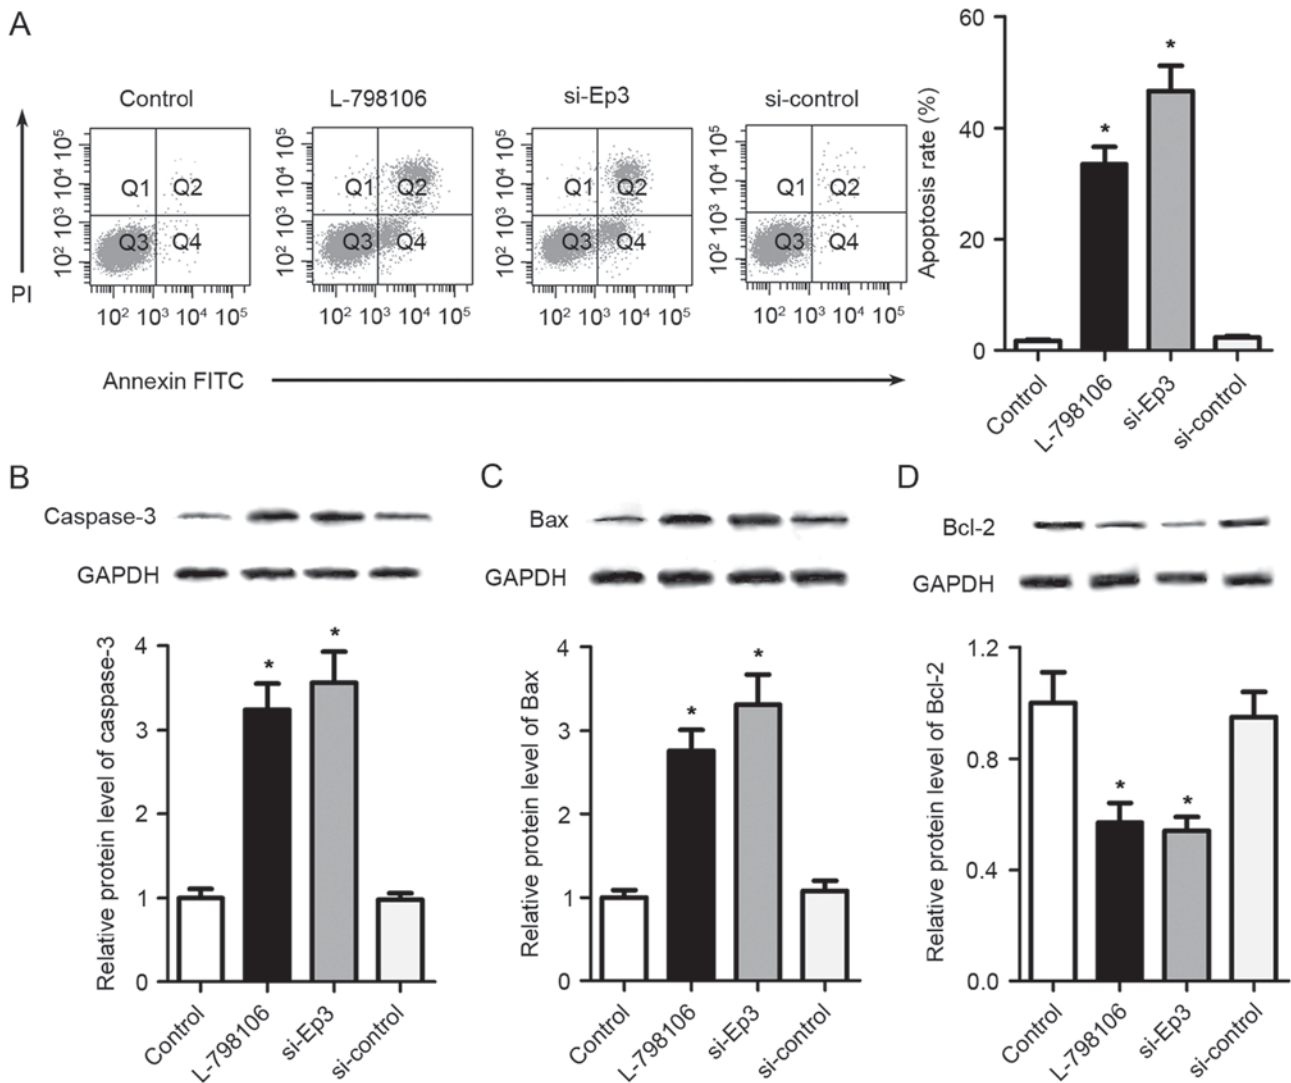 A
Control
L-798106
si-Ep3
si-control
10² 10³ 10⁴ 10⁵
Q1 Q2
Q3 Q4
10² 10³ 10⁴ 10⁵
10² 10³ 10⁴ 10⁵
Q1 Q2
Q3 Q4
10² 10³ 10⁴ 10⁵
10² 10³ 10⁴ 10⁵
Q1 Q2
Q3 Q4
10² 10³ 10⁴ 10⁵
10² 10³ 10⁴ 10⁵
Q1 Q2
Q3 Q4
10² 10³ 10⁴ 10⁵
PI
Annexin FITC
Apoptosis rate (%)
60
*
*
40
20
0
Control
L-798106
si-Ep3
si-control
B
Caspase-3
GAPDH
Relative protein level of caspase-3
4
*
*
3
2
1
0
Control
L-798106
si-Ep3
si-control
C
Bax
GAPDH
Relative protein level of Bax
4
*
*
3
2
1
0
Control
L-798106
si-Ep3
si-control
D
Bcl-2
GAPDH
Relative protein level of Bcl-2
1.2
0.8
*
*
0.4
0.0
Control
L-798106
si-Ep3
si-control